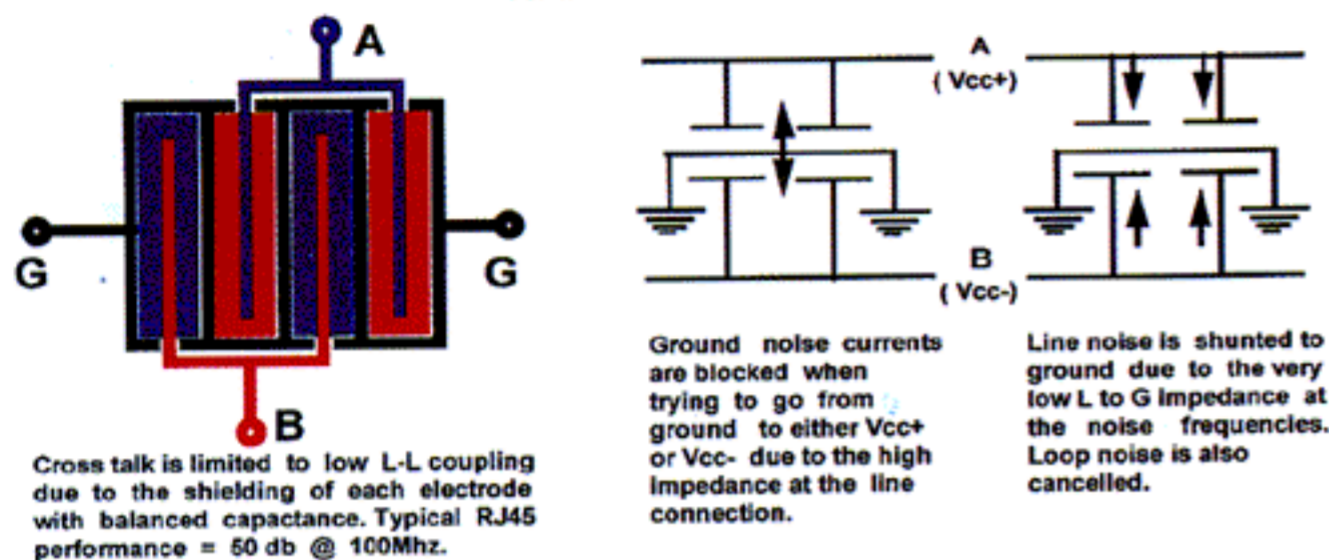 A
G
G
B
Cross talk is limited to low L-L coupling
due to the shielding of each electrode
with balanced capactance. Typical RJ45
performance = 50 db @ 100Mhz.
A
( Vcc+)
B
( Vcc-)
Ground noise currents
are blocked when
trying to go from
ground to either Vcc+
or Vcc- due to the high
impedance at the line
connection.
Line noise is shunted to
ground due to the very
low L to G impedance at
the noise frequencies.
Loop noise is also
cancelled.